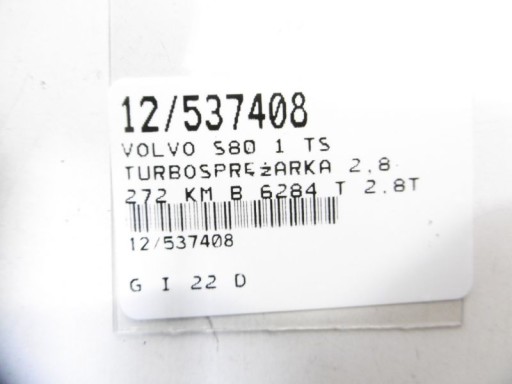 12/537408
VOLVO S80 1 TS
TURBOSPRĘŻARKA 2,8
272 KM B 6284 T 2.8T
12/537408
G I 22 D